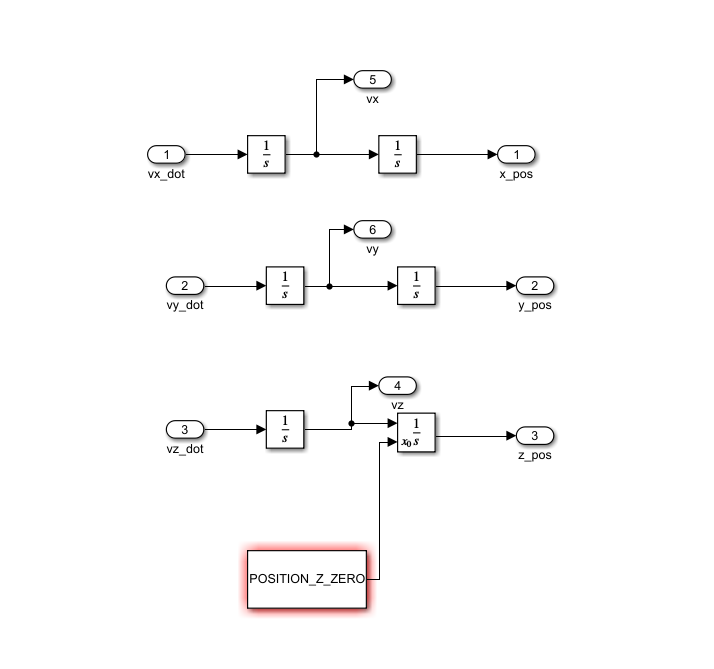 5
vx
1
1
s
1
s
1
vx_dot
x_pos
6
vy
2
1
s
1
s
2
vy_dot
y_pos
4
vz
3
1
s
1
x₀ s
3
vz_dot
z_pos
POSITION_Z_ZERO